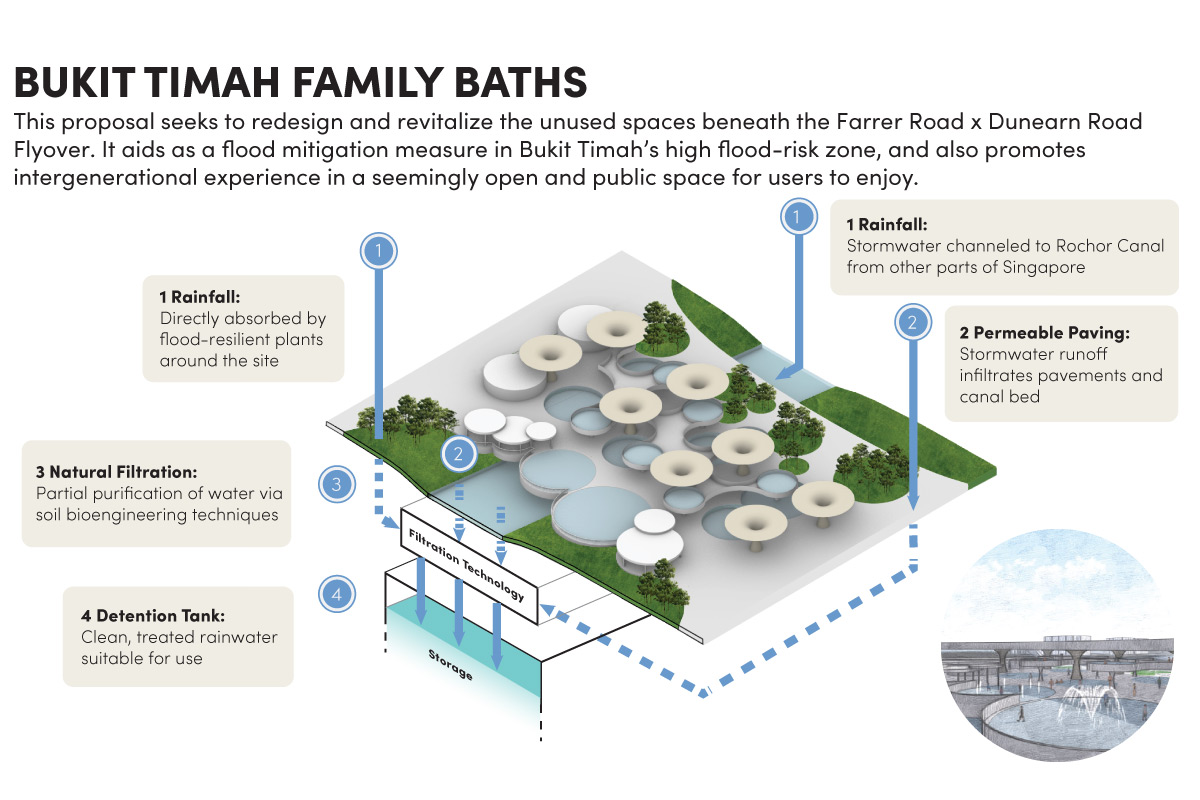 BUKIT TIMAH FAMILY BATHS
This proposal seeks to redesign and revitalize the unused spaces beneath the Farrer Road x Dunearn Road
Flyover. It aids as a flood mitigation measure in Bukit Timah's high flood-risk zone, and also promotes
intergenerational experience in a seemingly open and public space for users to enjoy.
1
1 Rainfall:
Stormwater channeled to Rochor Canal
from other parts of Singapore
1
1 Rainfall:
Directly absorbed by
flood-resilient plants
around the site
2
2 Permeable Paving:
Stormwater runoff
infiltrates pavements and
canal bed
2
3 Natural Filtration:
Partial purification of water via
soil bioengineering techniques
3
Filtration Technology
4 Detention Tank:
Clean, treated rainwater
suitable for use
4
Storage